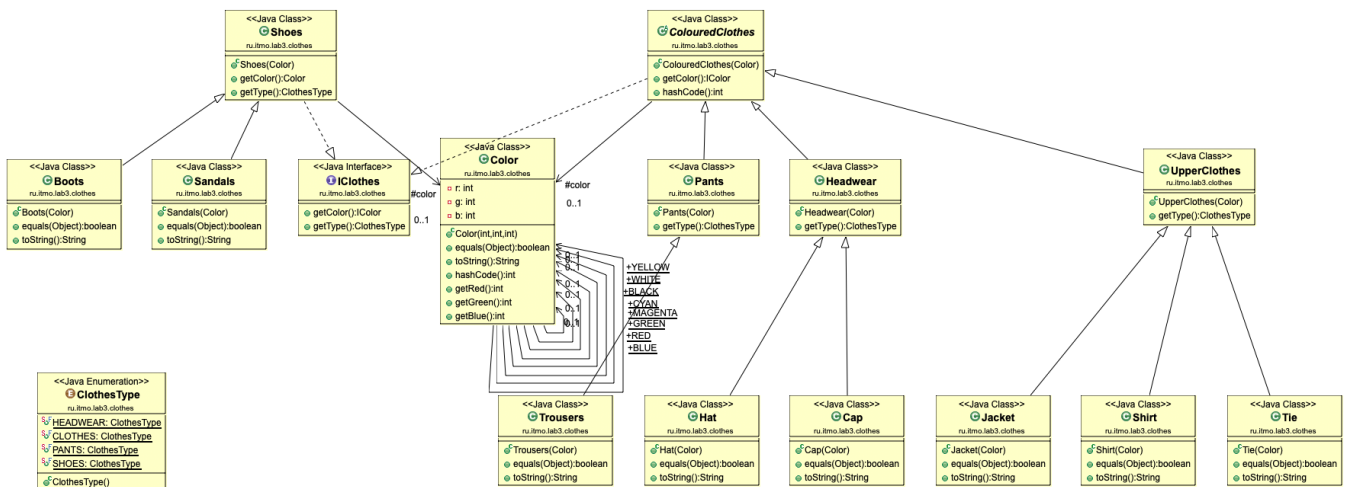 <<Java Class>>
Shoes
ru.itmo.lab3.clothes
Shoes(Color)
getColor():Color
getType():ClothesType
<<Java Class>>
ColouredClothes
ru.itmo.lab3.clothes
ColouredClothes(Color)
getColor():IColor
hashCode():int
<<Java Class>>
Boots
ru.itmo.lab3.clothes
Boots(Color)
equals(Object):boolean
toString():String
<<Java Class>>
Sandals
ru.itmo.lab3.clothes
Sandals(Color)
equals(Object):boolean
toString():String
<<Java Interface>>
IClothes
ru.itmo.lab3.clothes
getColor():IColor
getType():ClothesType
#color
0..1
<<Java Class>>
Color
ru.itmo.lab3.clothes
r: int
g: int
b: int
Color(int,int,int)
equals(Object):boolean
toString():String
hashCode():int
getRed():int
getGreen():int
getBlue():int
#color
0..1
0..1
0..1
0..1
0..1
0..1
0..1
+YELLOW
+WHITE
+BLACK
+CYAN
+MAGENTA
+GREEN
+RED
+BLUE
<<Java Class>>
Pants
ru.itmo.lab3.clothes
Pants(Color)
getType():ClothesType
<<Java Class>>
Headwear
ru.itmo.lab3.clothes
Headwear(Color)
getType():ClothesType
<<Java Class>>
UpperClothes
ru.itmo.lab3.clothes
UpperClothes(Color)
getType():ClothesType
<<Java Enumeration>>
ClothesType
ru.itmo.lab3.clothes
HEADWEAR: ClothesType
CLOTHES: ClothesType
PANTS: ClothesType
SHOES: ClothesType
ClothesType()
<<Java Class>>
Trousers
ru.itmo.lab3.clothes
Trousers(Color)
equals(Object):boolean
toString():String
<<Java Class>>
Hat
ru.itmo.lab3.clothes
Hat(Color)
equals(Object):boolean
toString():String
<<Java Class>>
Cap
ru.itmo.lab3.clothes
Cap(Color)
equals(Object):boolean
toString():String
<<Java Class>>
Jacket
ru.itmo.lab3.clothes
Jacket(Color)
equals(Object):boolean
toString():String
<<Java Class>>
Shirt
ru.itmo.lab3.clothes
Shirt(Color)
equals(Object):boolean
toString():String
<<Java Class>>
Tie
ru.itmo.lab3.clothes
Tie(Color)
equals(Object):boolean
toString():String